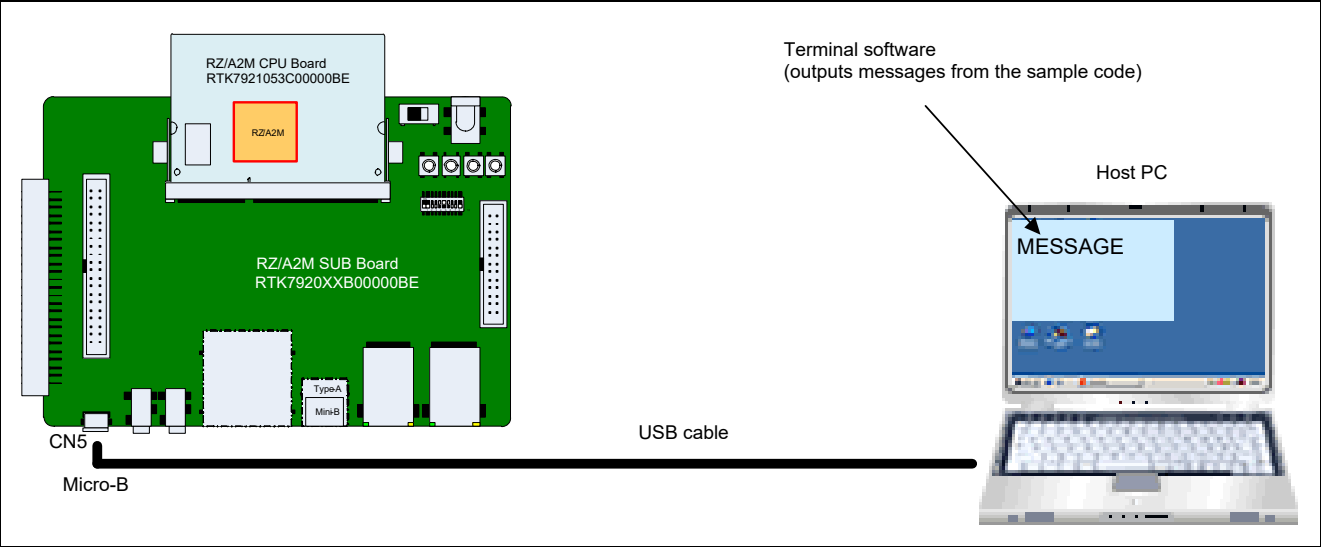 RZ/A2M CPU Board
RTK7921053C00000BE
RZ/A2M
Terminal software
(outputs messages from the sample code)
Host PC
MESSAGE
RZ/A2M SUB Board
RTK7920XXB00000BE
Type-A
Mini-B
CN5
USB cable
Micro-B